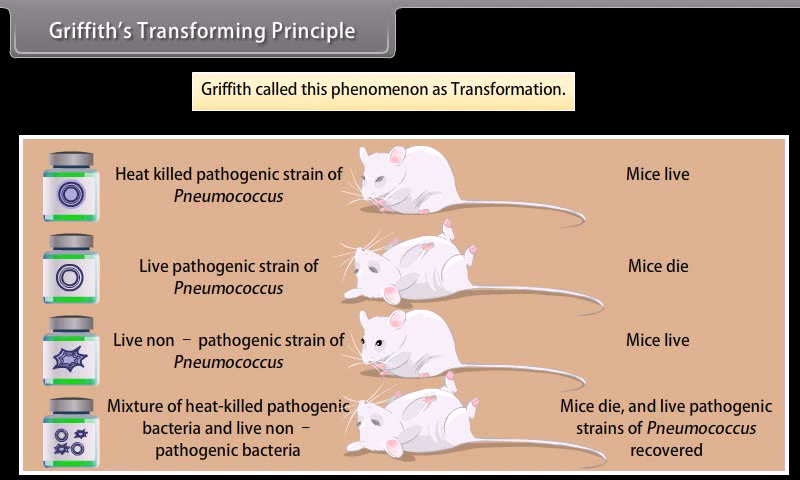 Griffith's Transforming Principle
Griffith called this phenomenon as Transformation.
Heat killed pathogenic strain of
Pneumococcus
Mice live
Live pathogenic strain of
Pneumococcus
Mice die
Live non – pathogenic strain of
Pneumococcus
Mice live
Mixture of heat-killed pathogenic
bacteria and live non –
pathogenic bacteria
Mice die, and live pathogenic
strains of Pneumococcus
recovered